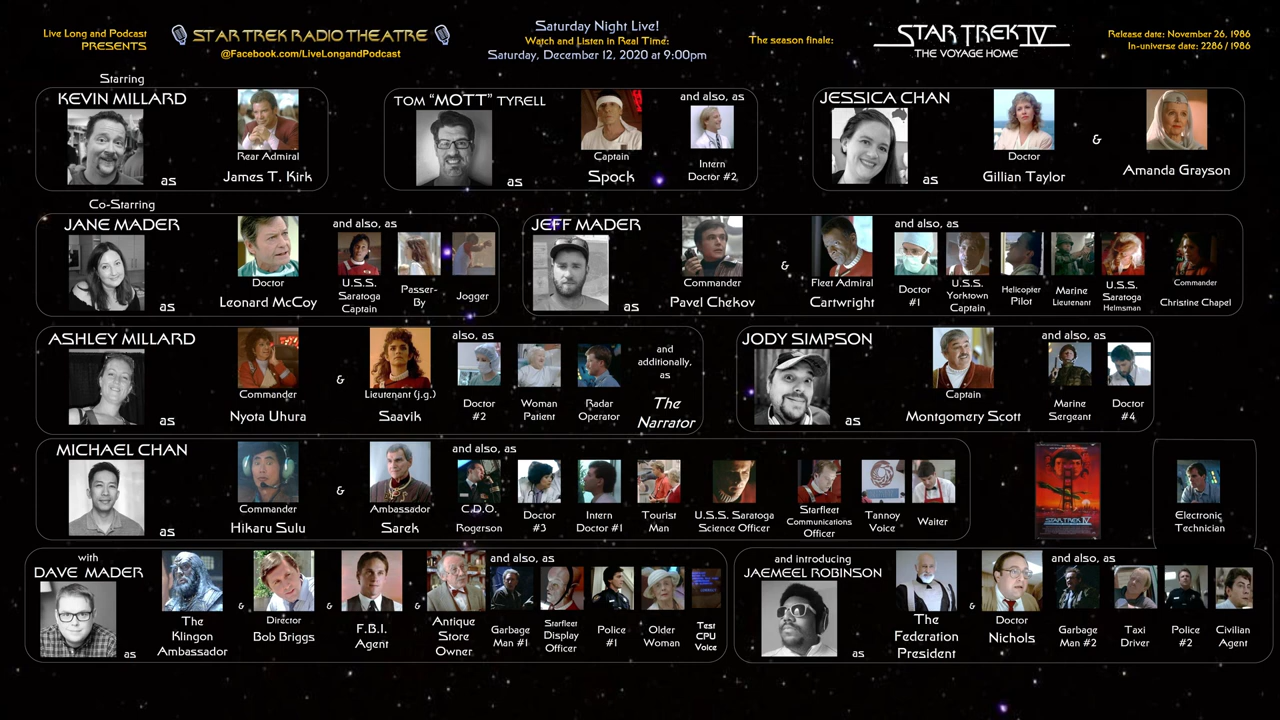 Live Long and Podcast
PRESENTS
STAR TREK RADIO THEATRE
@Facebook.com/LiveLongandPodcast
Saturday Night Live!
Watch and Listen in Real Time:
Saturday, December 12, 2020 at 9:00pm
The season finale:
STAR TREK IV
THE VOYAGE HOME
Release date: November 26, 1986
In-universe date: 2286 / 1986
Starring
KEVIN MILLARD
as
Rear Admiral
James T. Kirk
TOM “MOTT” TYRELL
as
Captain
Spock
and also, as
Intern
Doctor #2
JESSICA CHAN
as
Doctor
Gillian Taylor
&
Amanda Grayson
Co-Starring
JANE MADER
as
Doctor
Leonard McCoy
and also, as
U.S.S.
Saratoga
Captain
Passer-
By
Jogger
JEFF MADER
as
Commander
Pavel Chekov
&
Fleet Admiral
Cartwright
and also, as
Doctor
#1
U.S.S.
Yorktown
Captain
Helicopter
Pilot
Marine
Lieutenant
U.S.S.
Saratoga
Helmsman
Commander
Christine Chapel
ASHLEY MILLARD
as
Commander
Nyota Uhura
&
Lieutenant (j.g.)
Saavik
also, as
Doctor
#2
Woman
Patient
Radar
Operator
and
additionally,
as
The
Narrator
JODY SIMPSON
as
Captain
Montgomery Scott
and also, as
Marine
Sergeant
Doctor
#4
MICHAEL CHAN
as
Commander
Hikaru Sulu
&
Ambassador
Sarek
and also, as
C.D.O.
Rogerson
Doctor
#3
Intern
Doctor #1
Tourist
Man
U.S.S. Saratoga
Science Officer
Starfleet
Communications
Officer
Tannoy
Voice
Waiter
STAR TREK IV
Electronic
Technician
with
DAVE MADER
as
The
Klingon
Ambassador
&
Director
Bob Briggs
&
F.B.I.
Agent
&
Antique
Store
Owner
and also, as
Garbage
Man #1
Starfleet
Display
Officer
Police
#1
Older
Woman
Test
CPU
Voice
and introducing
JAEMEEL ROBINSON
as
The
Federation
President
&
Doctor
Nichols
and also, as
Garbage
Man #2
Taxi
Driver
Police
#2
Civilian
Agent